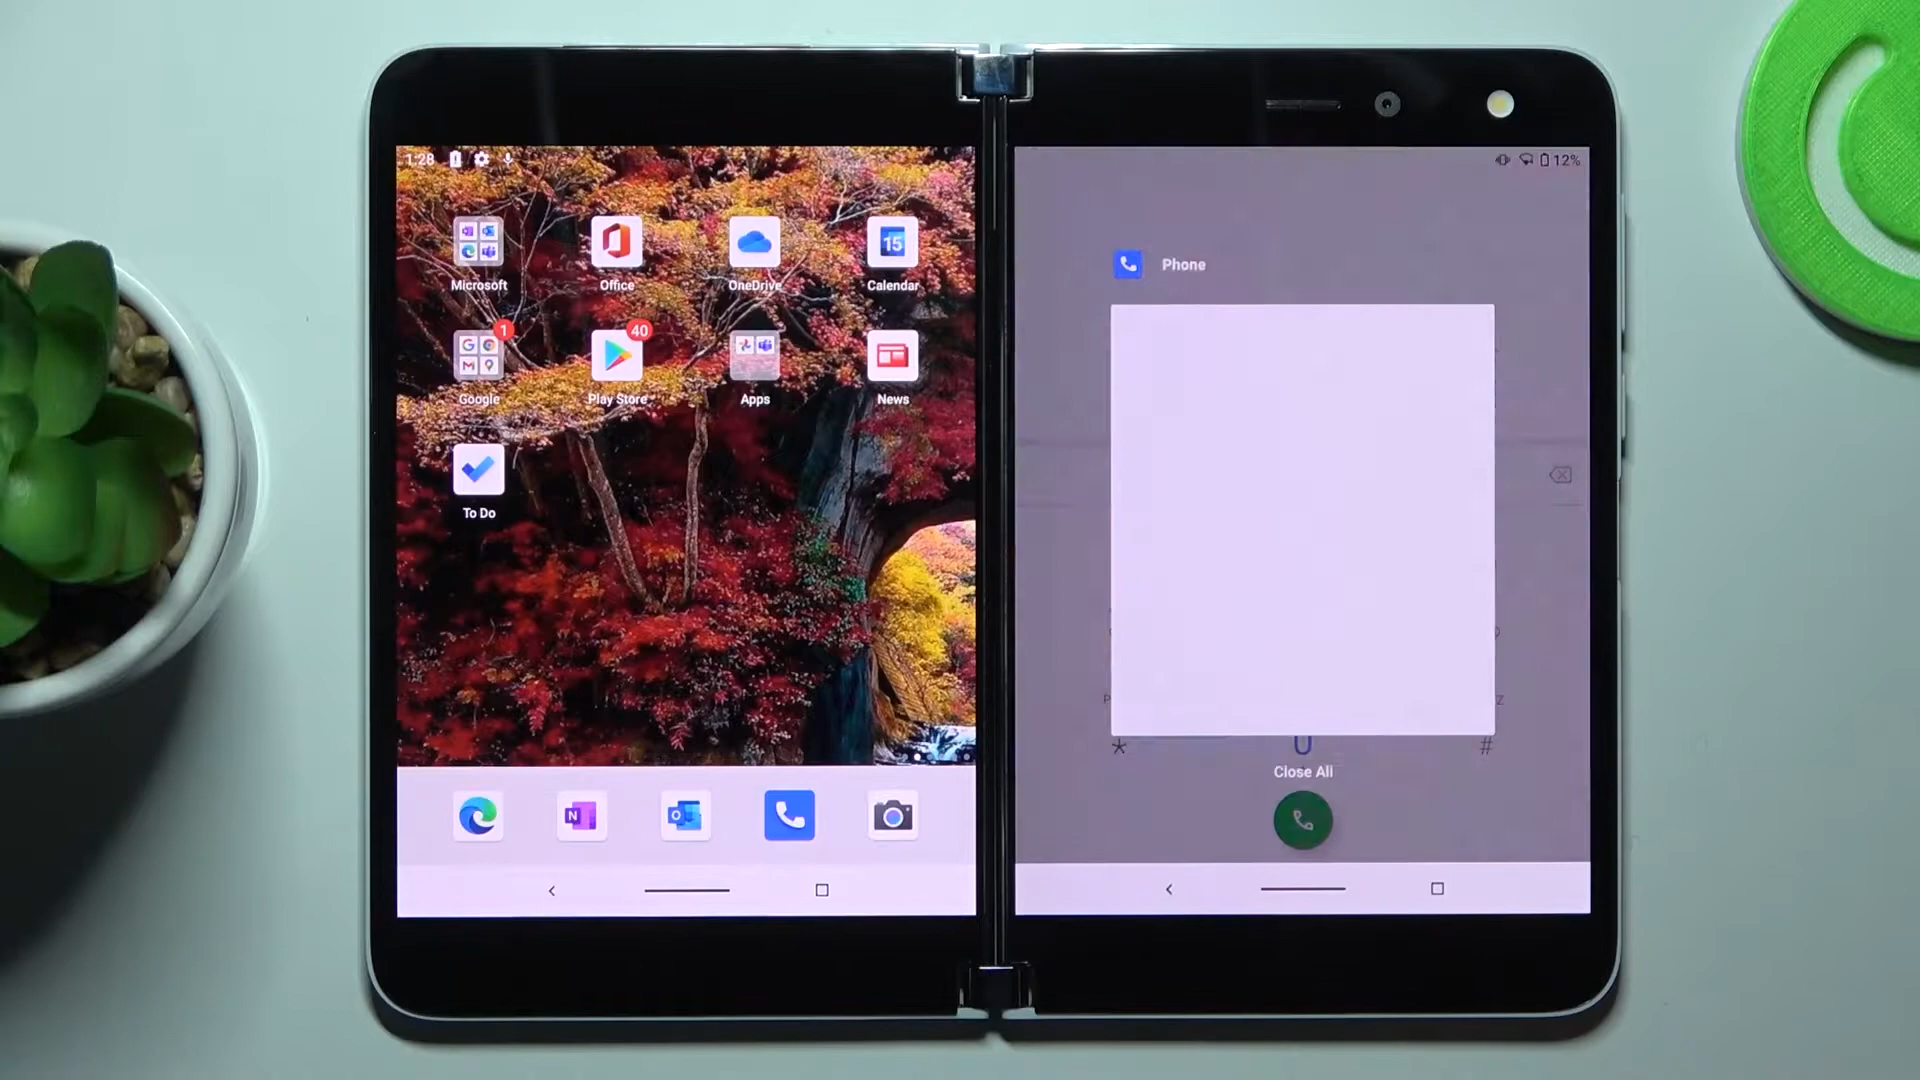 1:28
12%
15
Microsoft Office OneDrive Calendar
1 40
Google Play Store Apps News
To Do
N O
Phone
P Z
* 0 #
Close All